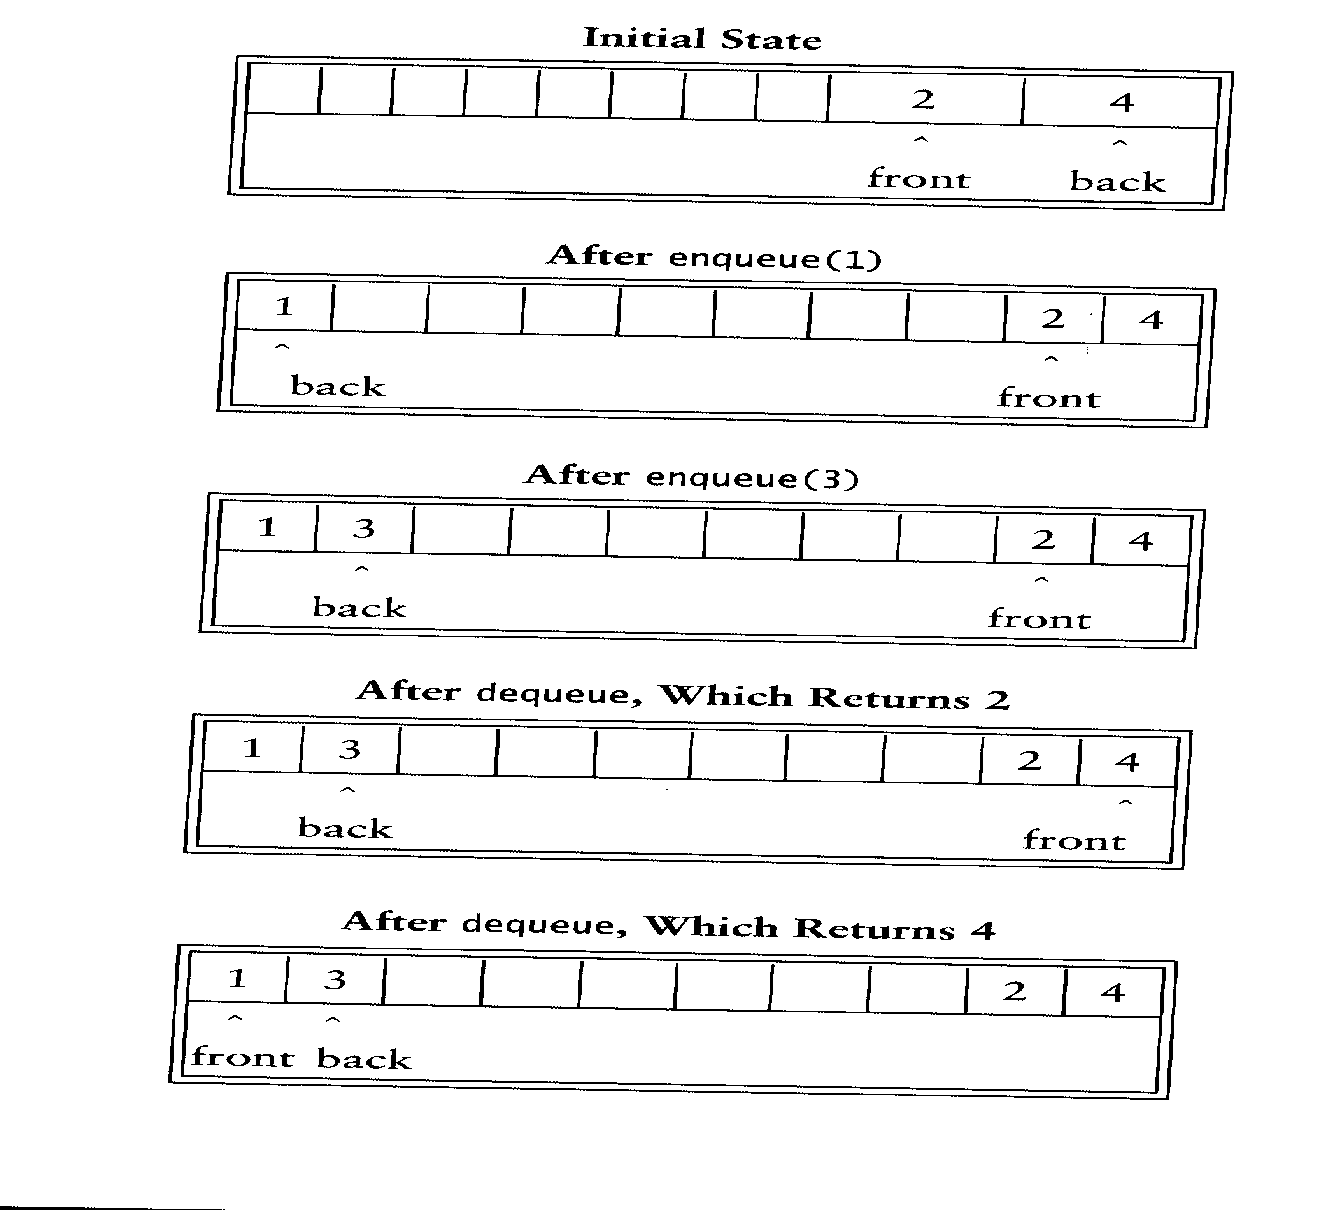 Initial State
2 4
^ ^
front back
After enqueue(1)
1 2 4
^ ^
back front
After enqueue(3)
1 3 2 4
^ ^
back front
After dequeue, Which Returns 2
1 3 2 4
^ ^
back front
After dequeue, Which Returns 4
1 3 2 4
^ ^
front back